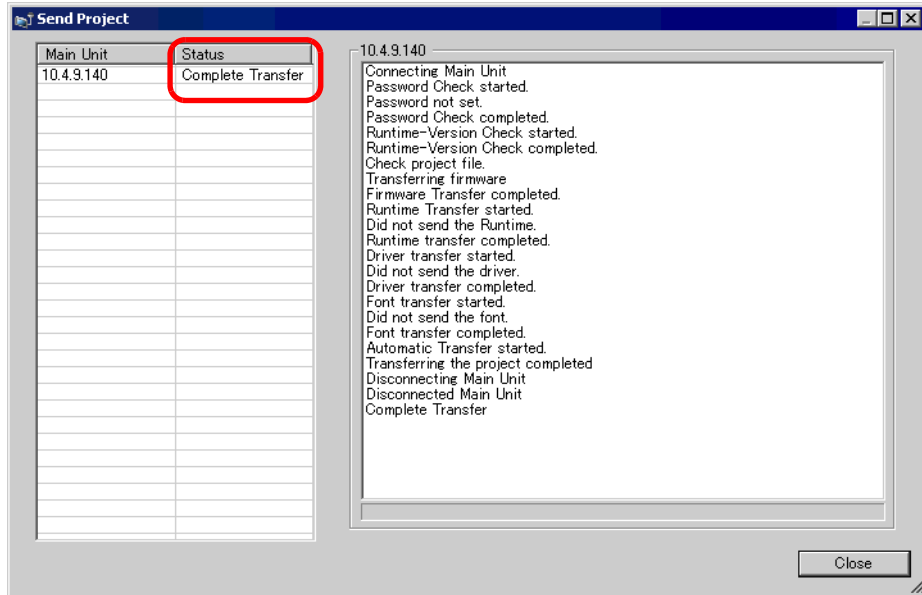 Send Project
Main Unit Status
10.4.9.140 Complete Transfer
10.4.9.140
Connecting Main Unit
Password Check started.
Password not set.
Password Check completed.
Runtime-Version Check started.
Runtime-Version Check completed.
Check project file.
Transferring firmware
Firmware Transfer completed.
Runtime Transfer started.
Did not send the Runtime.
Runtime transfer completed.
Driver transfer started.
Did not send the driver.
Driver transfer completed.
Font transfer started.
Did not send the font.
Font transfer completed.
Automatic Transfer started.
Transferring the project completed
Disconnecting Main Unit
Disconnected Main Unit
Complete Transfer
Close